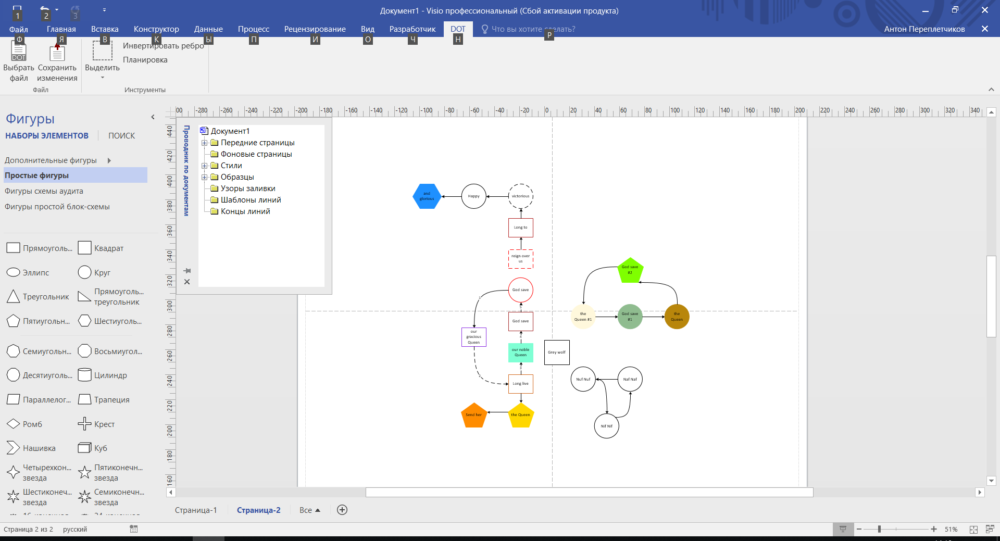 Документ1 - Visio профессиональный (Сбой активации продукта)
1
2
3
Файл
Главная
Вставка
Конструктор
Данные
Процесс
Рецензирование
Вид
Разработчик
DOT
Что вы хотите сделать?
Антон Переплетчиков
Ф
Я
В
К
Ы
П
И
О
Ч
Н
Р
DOT
Выбрать
файл
Сохранить
изменения
Выделить
Инвертировать ребро
Планировка
Файл
Инструменты
Фигуры
НАБОРЫ ЭЛЕМЕНТОВ
ПОИСК
Дополнительные фигуры
Простые фигуры
Фигуры схемы аудита
Фигуры простой блок-схемы
Прямоуголь...
Квадрат
Эллипс
Круг
Треугольник
Прямоуголь...
треугольник
Пятиугольн...
Шестиуголь...
Семиугольн...
Восьмиугол...
Десятиуголь...
Цилиндр
Параллелог...
Трапеция
Ромб
Крест
Нашивка
Куб
Четырехкон...
звезда
Пятиконечн...
звезда
Шестиконеч...
звезда
Семиконечн...
звезда
00 -280 -260 -240 -220 -200 -180 -160 -140 -120 -100 -80 -60 -40 -20 0 20 40 60 80 100 120 140 160 180 200 220 240 260 280 300 320 340
440
420
400
380
360
340
320
300
280
260
240
220
200
180
160
Проводник по документам
Документ1
Передние страницы
Фоновые страницы
Стили
Образцы
Узоры заливки
Шаблоны линий
Концы линий
and
glorious
Happy
victorious
Long to
reign over
us
God save
1
5
God save
our
gracious
Queen
4
our noble
Queen
3
2
Long live
Send her
the Queen
God save
#2
the
Queen #1
God save
#1
the
Queen
Grey wolf
Nuf Nuf
Naf Naf
Nif Nif
Страница-1
Страница-2
Все
Страница 2 из 2
русский
51%